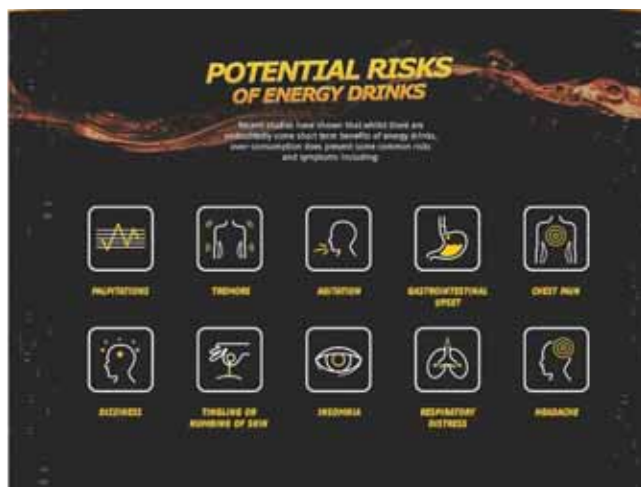 POTENTIAL RISKS
OF ENERGY DRINKS
Recent studies have shown that whilst there are
undoubtedly some short term benefits of energy drinks,
over-consumption does present some common risks
and symptoms including:
PALPITATIONS
TREMORS
AGITATION
GASTROINTESTINAL
UPSET
CHEST PAIN
DIZZINESS
TINGLING OR
NUMBING OF SKIN
INSOMNIA
RESPIRATORY
DISTRESS
HEADACHE